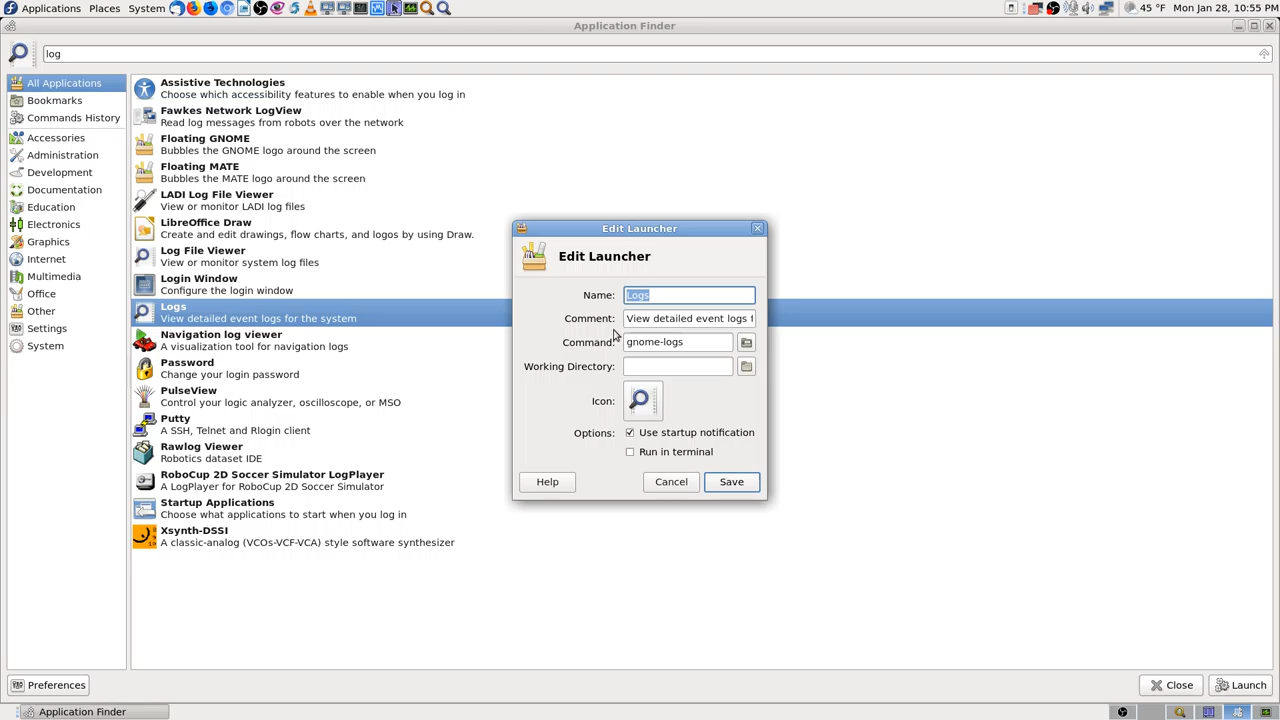 Applications Places System
45 °F Mon Jan 28, 10:55 PM
Application Finder
log
All Applications
Bookmarks
Commands History
Accessories
Administration
Development
Documentation
Education
Electronics
Graphics
Internet
Multimedia
Office
Other
Settings
System
Assistive Technologies
Choose which accessibility features to enable when you log in
Fawkes Network LogView
Read log messages from robots over the network
Floating GNOME
Bubbles the GNOME logo around the screen
Floating MATE
Bubbles the MATE logo around the screen
LADI Log File Viewer
View or monitor LADI log files
LibreOffice Draw
Create and edit drawings, flow charts, and logos by using Draw.
Log File Viewer
View or monitor system log files
Login Window
Configure the login window
Logs
View detailed event logs for the system
Navigation log viewer
A visualization tool for navigation logs
Password
Change your login password
PulseView
Control your logic analyzer, oscilloscope, or MSO
Putty
A SSH, Telnet and Rlogin client
Rawlog Viewer
Robotics dataset IDE
RoboCup 2D Soccer Simulator LogPlayer
A LogPlayer for RoboCup 2D Soccer Simulator
Startup Applications
Choose what applications to start when you log in
Xsynth-DSSI
A classic-analog (VCOs-VCF-VCA) style software synthesizer
Edit Launcher
Edit Launcher
Name: Logs
Comment: View detailed event logs f
Command: gnome-logs
Working Directory:
Icon:
Options: Use startup notification
Run in terminal
Help Cancel Save
Preferences Close Launch
Application Finder